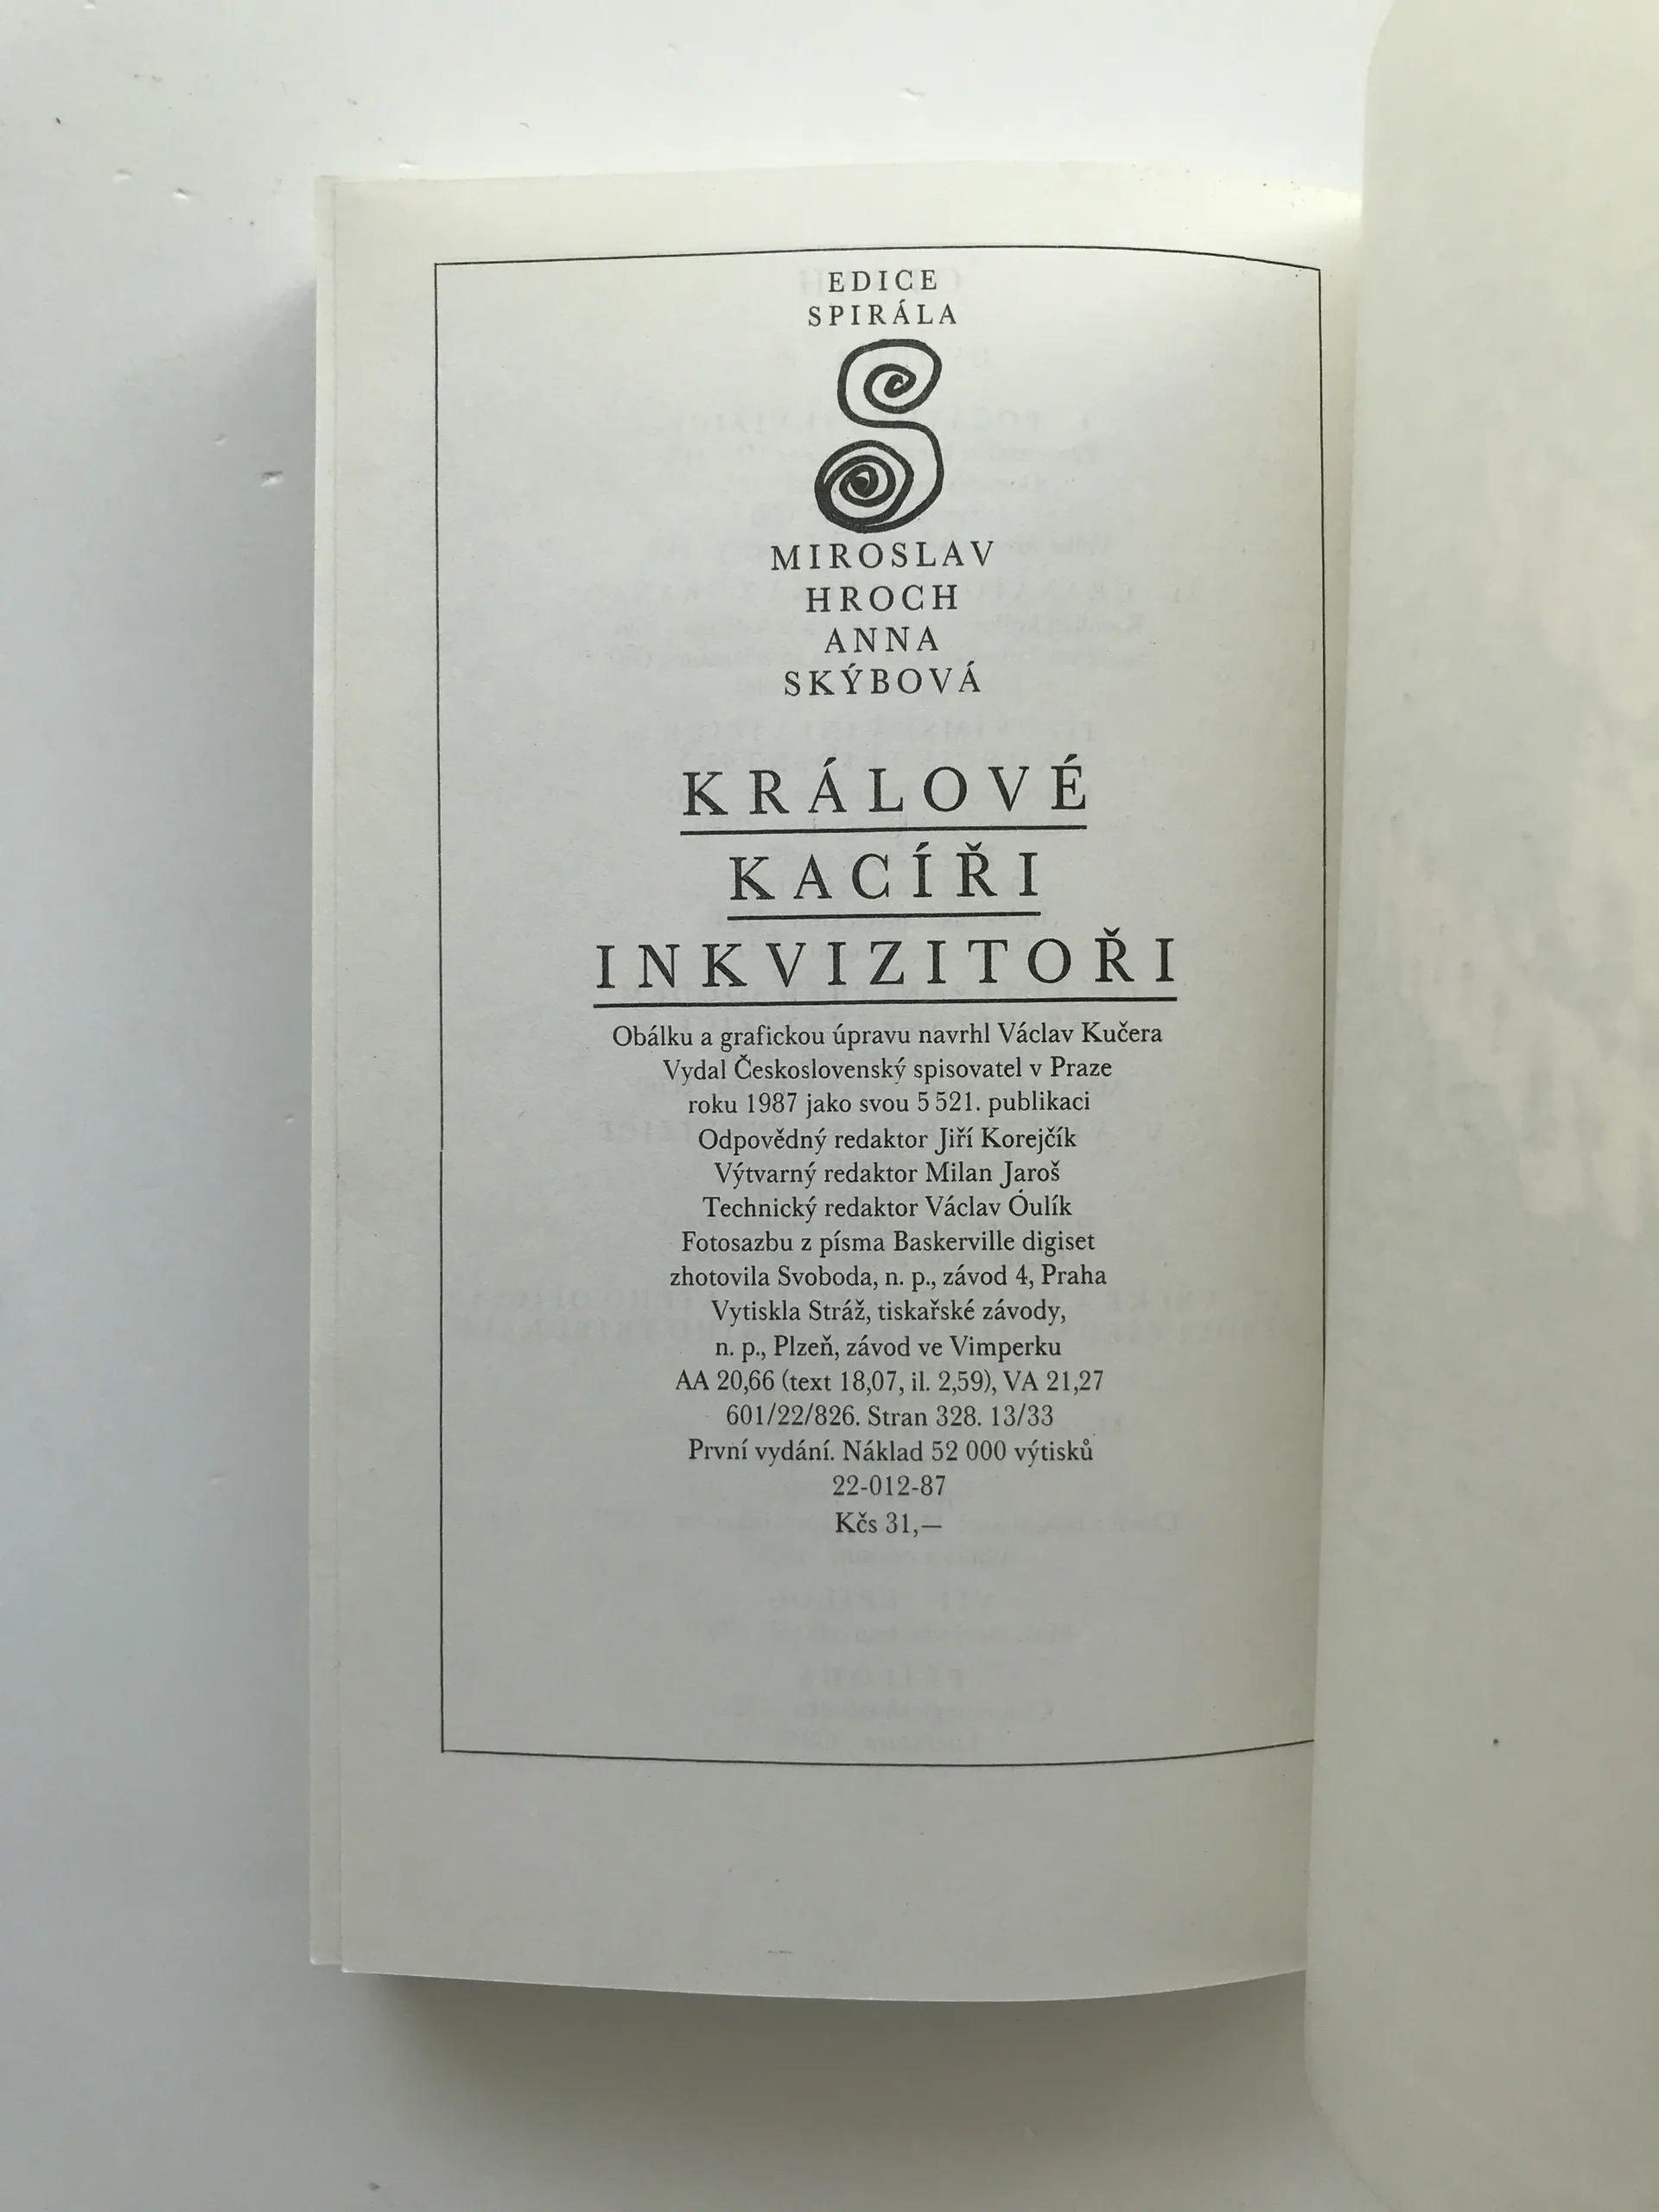 EDICE
SPIRÁLA
MIROSLAV
HROCH
ANNA
SKÝBOVÁ
KRÁLOVÉ
KACÍŘI
INKVIZITOŘI
Obálku a grafickou úpravu navrhl Václav Kučera
Vydal Československý spisovatel v Praze
roku 1987 jako svou 5 521. publikaci
Odpovědný redaktor Jiří Korejčík
Výtvarný redaktor Milan Jaroš
Technický redaktor Václav Óulík
Fotosazbu z písma Baskerville digiset
zhotovila Svoboda, n. p., závod 4, Praha
Vytiskla Stráž, tiskařské závody,
n. p., Plzeň, závod ve Vimperku
AA 20,66 (text 18,07, il. 2,59), VA 21,27
601/22/826. Stran 328. 13/33
První vydání. Náklad 52 000 výtisků
22-012-87
Kčs 31,—